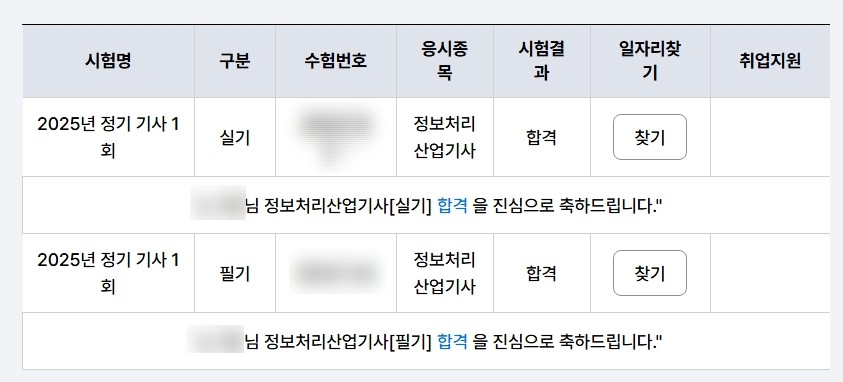 시험명 구분 수험번호 응시종 시험결 일자리찾 취업지원
목 과 기
2025년 정기 기사 1 실기 정보처리 합격 찾기
회 산업기사
님 정보처리산업기사[실기] 합격 을 진심으로 축하드립니다."
2025년 정기 기사 1 필기 정보처리 합격 찾기
회 산업기사
님 정보처리산업기사[필기] 합격 을 진심으로 축하드립니다."